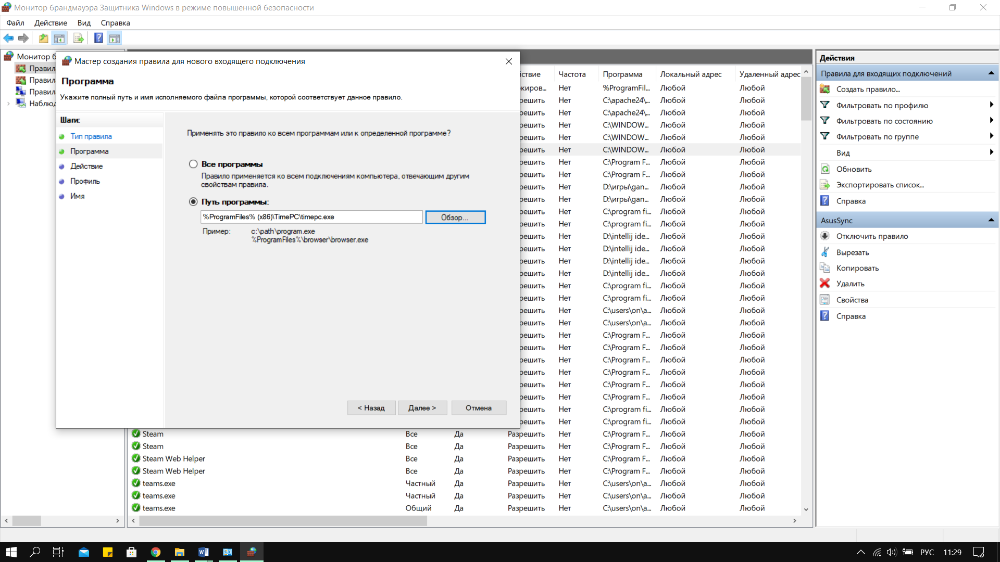 Монитор брандмауэра Защитника Windows в режиме повышенной безопасности
Файл Действие Вид Справка
Монитор б
Правила
Правила
Правила
Наблюд
Мастер создания правила для нового входящего подключения
Программа
Укажите полный путь и имя исполняемого файла программы, которой соответствует данное правило.
Шаги:
Тип правила
Программа
Действие
Профиль
Имя
Применять это правило ко всем программам или к определенной программе?
Все программы
Правило применяется ко всем подключениям компьютера, отвечающим другим
свойствам правила.
Путь программы:
%ProgramFiles% (x86)\TimePC\timepc.exe
Обзор...
Пример: c:\path\program.exe
%ProgramFiles%\browser\browser.exe
< Назад Далее > Отмена
йствие Частота Программа Локальный адрес Удаленный адрес
киров... Нет %ProgramFil... Любой Любой
решить Нет C:\apache24\... Любой Любой
решить Нет C:\apache24\... Любой Любой
решить Нет C:\WINDOW... Любой Любой
решить Нет C:\WINDOW... Любой Любой
решить Нет C:\WINDOW... Любой Любой
решить Нет C:\Program F... Любой Любой
решить Нет C:\Program F... Любой Любой
решить Нет D:\игры\gan... Любой Любой
решить Нет D:\игры\gan... Любой Любой
решить Нет C:\program fi... Любой Любой
решить Нет C:\program fi... Любой Любой
решить Нет D:\intellij ide... Любой Любой
решить Нет D:\intellij ide... Любой Любой
решить Нет D:\intellij ide... Любой Любой
решить Нет D:\intellij ide... Любой Любой
решить Нет C:\program fi... Любой Любой
решить Нет C:\program fi... Любой Любой
решить Нет C:\users\on\a... Любой Любой
решить Нет C:\users\on\a... Любой Любой
решить Нет C:\Program F... Любой Любой
решить Нет C:\Program F... Любой Любой
решить Нет C:\Program F... Любой Любой
решить Нет C:\Program F... Любой Любой
решить Нет C:\Program F... Любой Любой
решить Нет C:\Program F... Любой Любой
решить Нет C:\program fi... Любой Любой
решить Нет C:\program fi... Любой Любой
Steam Все Да Разрешить Нет C:\Program F... Любой Любой
Steam Все Да Разрешить Нет C:\Program F... Любой Любой
Steam Web Helper Все Да Разрешить Нет C:\Program F... Любой Любой
Steam Web Helper Все Да Разрешить Нет C:\Program F... Любой Любой
teams.exe Частный Да Разрешить Нет C:\users\on\a... Любой Любой
teams.exe Частный Да Разрешить Нет C:\users\on\a... Любой Любой
teams.exe Общий Да Разрешить Нет C:\users\on\a... Любой Любой
Действия
Правила для входящих подключений
Создать правило...
Фильтровать по профилю
Фильтровать по состоянию
Фильтровать по группе
Вид
Обновить
Экспортировать список...
Справка
AsusSync
Отключить правило
Вырезать
Копировать
Удалить
Свойства
Справка
РУС 11:29